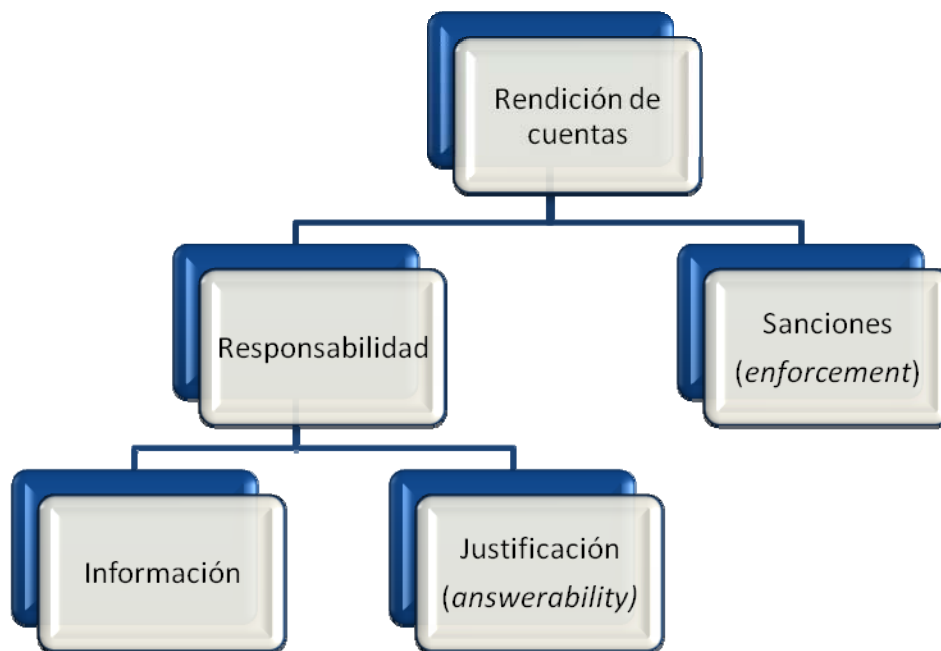 Rendición de
cuentas
Responsabilidad
Sanciones
(enforcement)
Información
Justificación
(answerability)